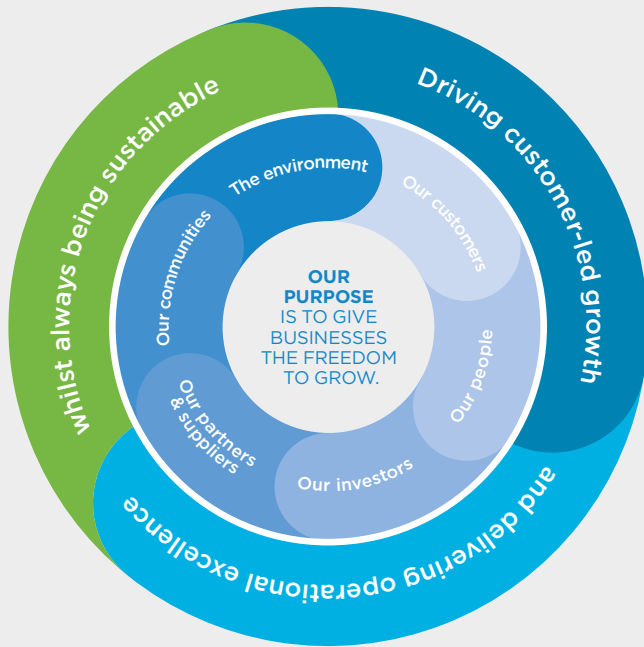 Driving customer-led growth
and delivering operational excellence
whilst always being sustainable
Our customers
Our people
Our investors
Our partners
& suppliers
Our communities
The environment
OUR
PURPOSE
IS TO GIVE
BUSINESSES
THE FREEDOM
TO GROW.